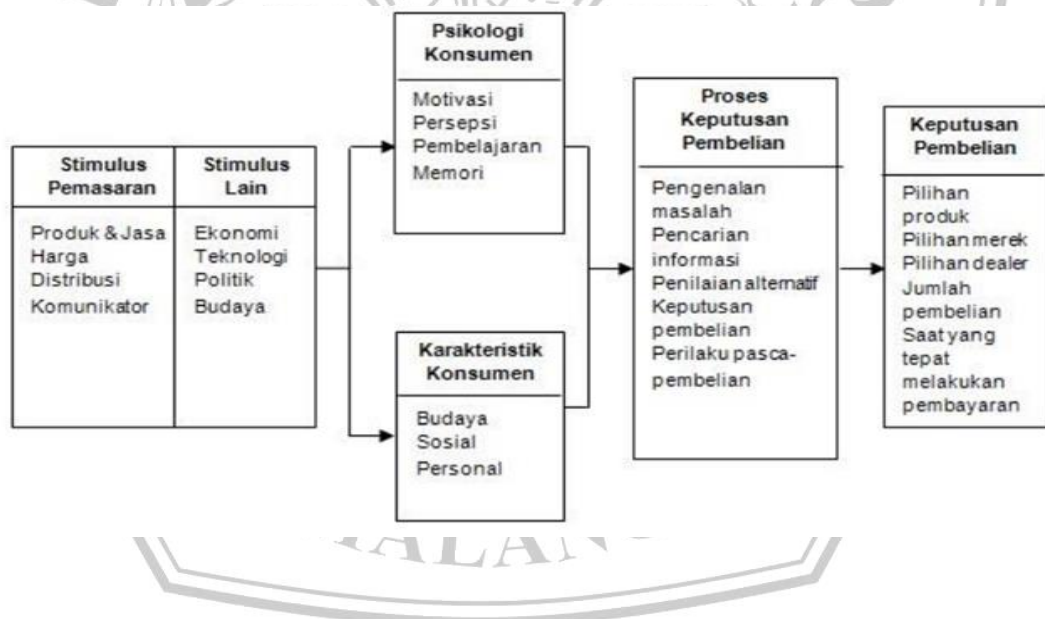 Stimulus
Pemasaran
Produk & Jasa
Harga
Distribusi
Komunikator
Stimulus
Lain
Ekonomi
Teknologi
Politik
Budaya
Psikologi
Konsumen
Motivasi
Persepsi
Pembelajaran
Memori
Karakteristik
Konsumen
Budaya
Sosial
Personal
Proses
Keputusan
Pembelian
Pengenalan
masalah
Pencarian
informasi
Penilaian alternatif
Keputusan
pembelian
Perilaku pasca-
pembelian
Keputusan
Pembelian
Pilihan
produk
Pilihan merek
Pilihan dealer
Jumlah
pembelian
Saat yang
tepat
melakukan
pembayaran
MALANG